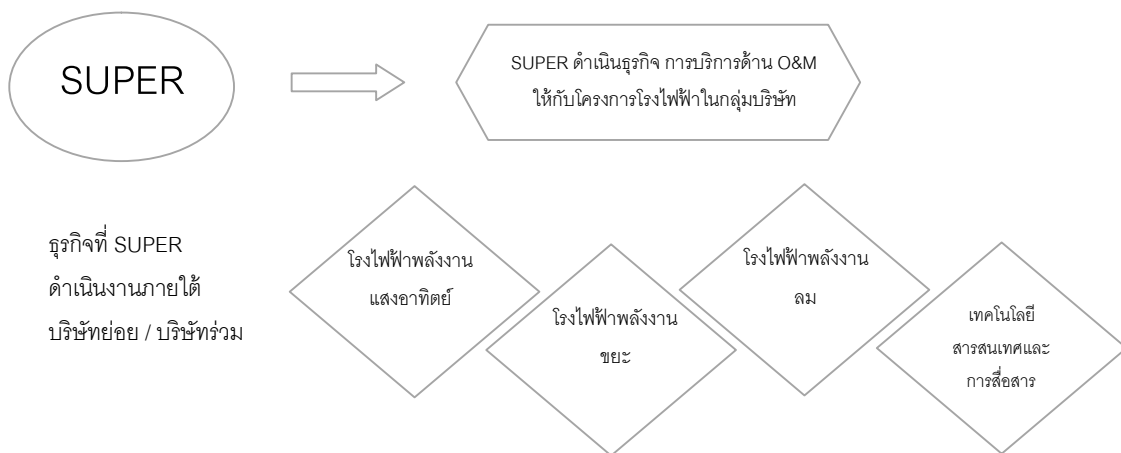 SUPER
SUPER ดำเนินธุรกิจ การบริการด้าน O&M
ให้กับโครงการโรงไฟฟ้าในกลุ่มบริษัท
ธุรกิจที่ SUPER
ดำเนินงานภายใต้
บริษัทย่อย / บริษัทร่วม
โรงไฟฟ้าพลังงาน
แสงอาทิตย์
โรงไฟฟ้าพลังงาน
ขยะ
โรงไฟฟ้าพลังงาน
ลม
เทคโนโลยี
สารสนเทศและ
การสื่อสาร